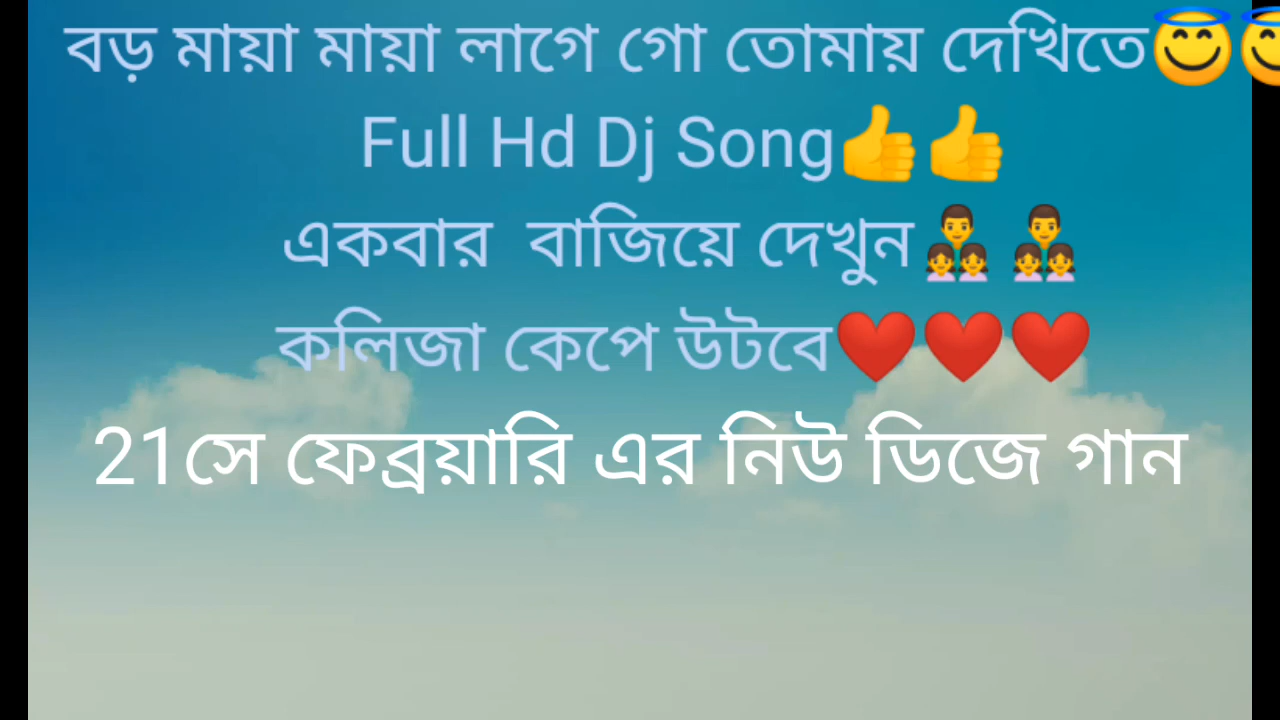 বড় মায়া মায়া লাগে গো তোমায় দেখিতে😇😇
Full Hd Dj Song👍👍
একবার বাজিয়ে দেখুন👨‍👧‍👧 👨‍👧‍👧
কলিজা কেপে উটবে❤️❤️❤️
21সে ফেব্রয়ারি এর নিউ ডিজে গান